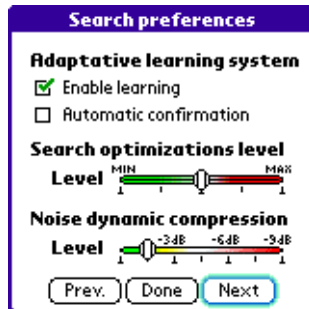 Search preferences
Adaptative learning system
Enable learning
Automatic confirmation
Search optimizations level
MIN MAX
Level
Noise dynamic compression
-3dB -6dB -9dB
Level
Prev. Done Next